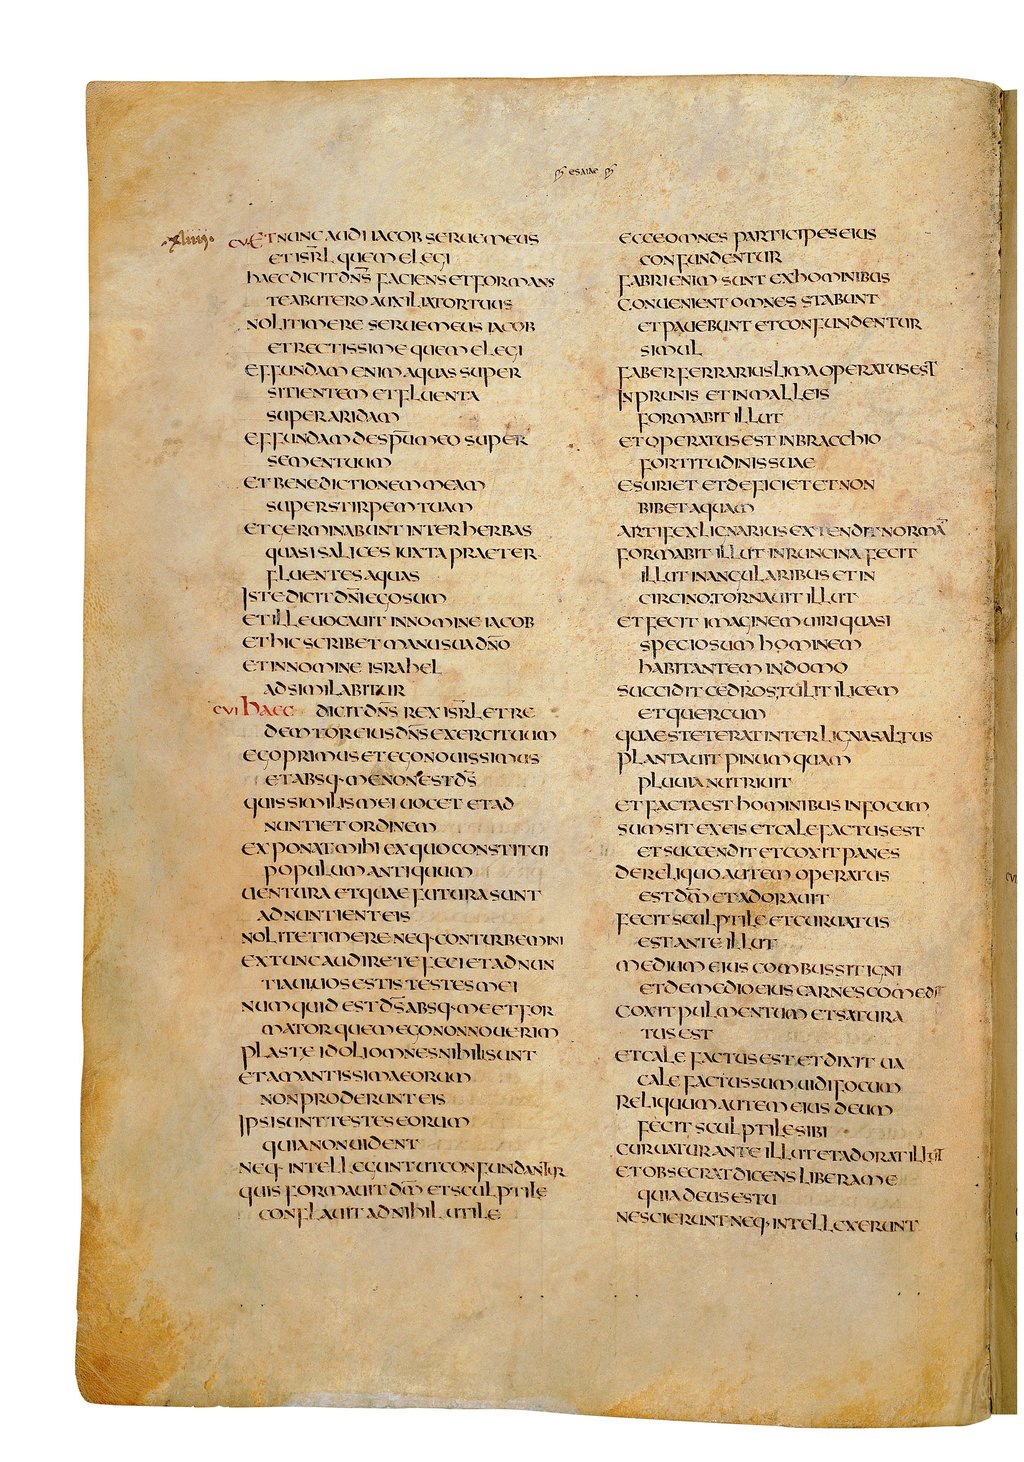 ESAIAE
·XLIIII·
CV ET NUNC AUDI IACOB SERUE MEUS
ET ISRL QUEM ELEGI
HAEC DICIT DNS FACIENS ET FORMANS
TE AB UTERO AUXILIATOR TUUS
NOLI TIMERE SERUE MEUS IACOB
ET RECTISSIME QUEM ELEGI
EFFUNDAM ENIM AQUAS SUPER
SITIENTEM ET FLUENTA
SUPER ARIDAM
EFFUNDAM DE SPU MEO SUPER
SEMEN TUUM
ET BENEDICTIONEM MEAM
SUPER STIRPEM TUAM
ET GERMINABUNT INTER HERBAS
QUASI SALICES IUXTA PRAETER
FLUENTES AQUAS
ISTE DICIT DNI EGO SUM
ET ILLE UOCAUIT IN NOMINE IACOB
ET HIC SCRIBET MANU SUA DNO
ET IN NOMINE ISRAHEL
ADSIMILABITUR
CVI HAEC DICIT DNS REX ISRL ET RE
DEMTOR EIUS DNS EXERCITUUM
EGO PRIMUS ET EGO NOUISSIMUS
ET ABSQ· ME NON EST DS
QUIS SIMILIS MEI UOCET ET AD
NUNTIET ORDINEM
EXPONAT MIHI EX QUO CONSTITUI
POPULUM ANTIQUUM
UENTURA ET QUAE FUTURA SUNT
ADNUNTIENT EIS
NOLITE TIMERE NEQ· CONTURBEMINI
EX TUNC AUDIRE TE FECI ET ADNUN
TIAUI UOS ESTIS TESTES MEI
NUMQUID EST DS ABSQ· ME ET FOR
MATOR QUEM EGO NON NOUERIM
PLASTE IDOLI OMNES NIHILI SUNT
ET AMANTISSIMA EORUM
NON PRODERUNT EIS
IPSI SUNT TESTES EORUM
QUIA NON UIDENT
NEQ· INTELLEGUNT UT CONFUNDANTUR
QUIS FORMAUIT DM ET SCULPTILE
CONFLAUIT AD NIHIL UTILE
ECCE OMNES PARTICIPES EIUS
CONFUNDENTUR
FABRI ENIM SUNT EX HOMINIBUS
CONUENIENT OMNES STABUNT
ET PAUEBUNT ET CONFUNDENTUR
SIMUL
FABER FERRARIUS LIMA OPERATUS EST
IN PRUNIS ET IN MALLEIS
FORMABIT ILLUT
ET OPERATUS EST IN BRACCHIO
FORTITUDINIS SUAE
ESURIET ET DEFICIET ET NON
BIBET AQUAM
ARTIFEX LIGNARIUS EXTENDIT NORMA
FORMABIT ILLUT IN RUNCINA FECIT
ILLUT IN ANGULARIBUS ET IN
CIRCINO TORNAUIT ILLUT
ET FECIT IMAGINEM UIRI QUASI
SPECIOSUM HOMINEM
HABITANTEM IN DOMO
SUCCIDIT CEDROS TULIT ILICEM
ET QUERCUM
QUAE STETERAT INTER LIGNA SALTUS
PLANTAUIT PINUM QUAM
PLUUIA NUTRIUIT
ET FACTA EST HOMINIBUS IN FOCUM
SUMSIT EX EIS ET CALEFACTUS EST
ET SUCCENDIT ET COXIT PANES
DE RELIQUO AUTEM OPERATUS
EST DM ET ADORAUIT
FECIT SCULPTILE ET CURUATUS
EST ANTE ILLUT
MEDIUM EIUS COMBUSSIT IGNI
ET DE MEDIO EIUS CARNES COMEDIT
COXIT PULMENTUM ET SATURA
TUS EST
ET CALEFACTUS EST ET DIXIT UA
CALEFACTUS SUM UIDI FOCUM
RELIQUUM AUTEM EIUS DEUM
FECIT SCULPTILE SIBI
CURUATUR ANTE ILLUT ET ADORAT ILLUT
ET OBSECRAT DICENS LIBERA ME
QUIA DEUS ES TU
NESCIERUNT NEQ· INTELLEXERUNT